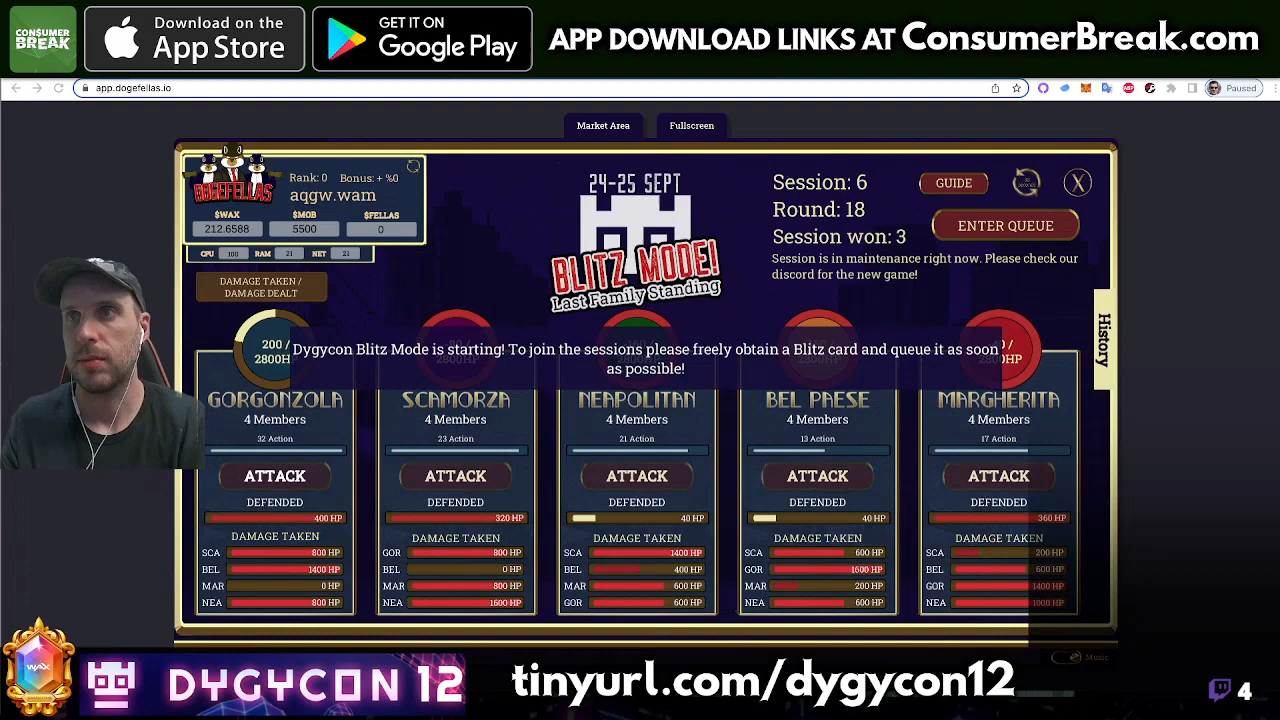 CONSUMER
BREAK
Download on the
App Store
GET IT ON
Google Play
APP DOWNLOAD LINKS AT ConsumerBreak.com
app.dogefellas.io
Paused
Market Area
Fullscreen
DOGEFELLAS
Rank: 0
Bonus: + %0
aqgw.wam
$WAX
$MOB
$FELLAS
212.6588
5500
0
CPU 100 RAM 21 NET 21
DAMAGE TAKEN /
DAMAGE DEALT
24-25 SEPT
BLITZ MODE!
Last Family Standing
Session: 6
Round: 18
Session won: 3
Session is in maintenance right now. Please check our
discord for the new game!
GUIDE
X
ENTER QUEUE
History
200 /
2800HP
Dygycon Blitz Mode is starting! To join the sessions please freely obtain a Blitz card and queue it as soon
as possible!
GORGONZOLA
4 Members
32 Action
ATTACK
DEFENDED
400 HP
DAMAGE TAKEN
SCA 800 HP
BEL 1400 HP
MAR 0 HP
NEA 800 HP
SCAMORZA
4 Members
23 Action
ATTACK
DEFENDED
320 HP
DAMAGE TAKEN
GOR 800 HP
BEL 0 HP
MAR 800 HP
NEA 1600 HP
NEAPOLITAN
4 Members
21 Action
ATTACK
DEFENDED
40 HP
DAMAGE TAKEN
SCA 1400 HP
BEL 400 HP
MAR 600 HP
GOR 600 HP
BEL PAESE
4 Members
13 Action
ATTACK
DEFENDED
40 HP
DAMAGE TAKEN
SCA 600 HP
GOR 1600 HP
MAR 200 HP
NEA 600 HP
MARGHERITA
4 Members
17 Action
ATTACK
DEFENDED
360 HP
DAMAGE TAKEN
SCA 200 HP
BEL 600 HP
GOR 1400 HP
NEA 1000 HP
Music
WAX
DYGYCON 12
tinyurl.com/dygycon12
4